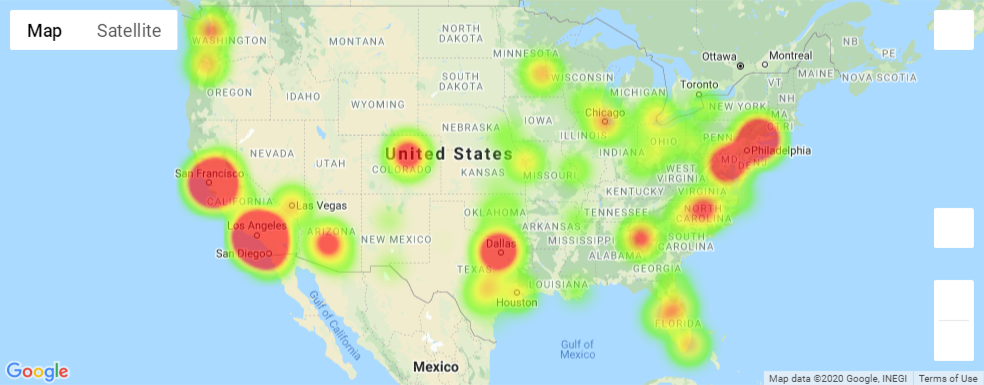 Map Satellite
WASHINGTON
MONTANA
NORTH
DAKOTA
MINNESOTA
Ottawa
Montreal
NB
PE
MAINE
NOVA SCOTIA
OREGON
IDAHO
SOUTH
DAKOTA
WISCONSIN
MICHIGAN
Toronto
VT
NH
WYOMING
NEW YORK
MA
CT RI
IOWA
Chicago
NEBRASKA
ILLINOIS
INDIANA
OHIO
PENN
Philadelphia
NEVADA
UTAH
United States
COLORADO
KANSAS
MISSOURI
WEST
VIRGINIA
MD
DE
San Francisco
CALIFORNIA
Las Vegas
KENTUCKY
VIRGINIA
OKLAHOMA
TENNESSEE
NORTH
CAROLINA
Los Angeles
ARIZONA
NEW MEXICO
ARKANSAS
San Diego
Dallas
MISSISSIPPI
SOUTH
CAROLINA
ALABAMA
TEXAS
GEORGIA
LOUISIANA
Houston
Gulf of
California
FLORIDA
Gulf of
Mexico
Mexico
Google
Map data ©2020 Google, INEGI Terms of Use